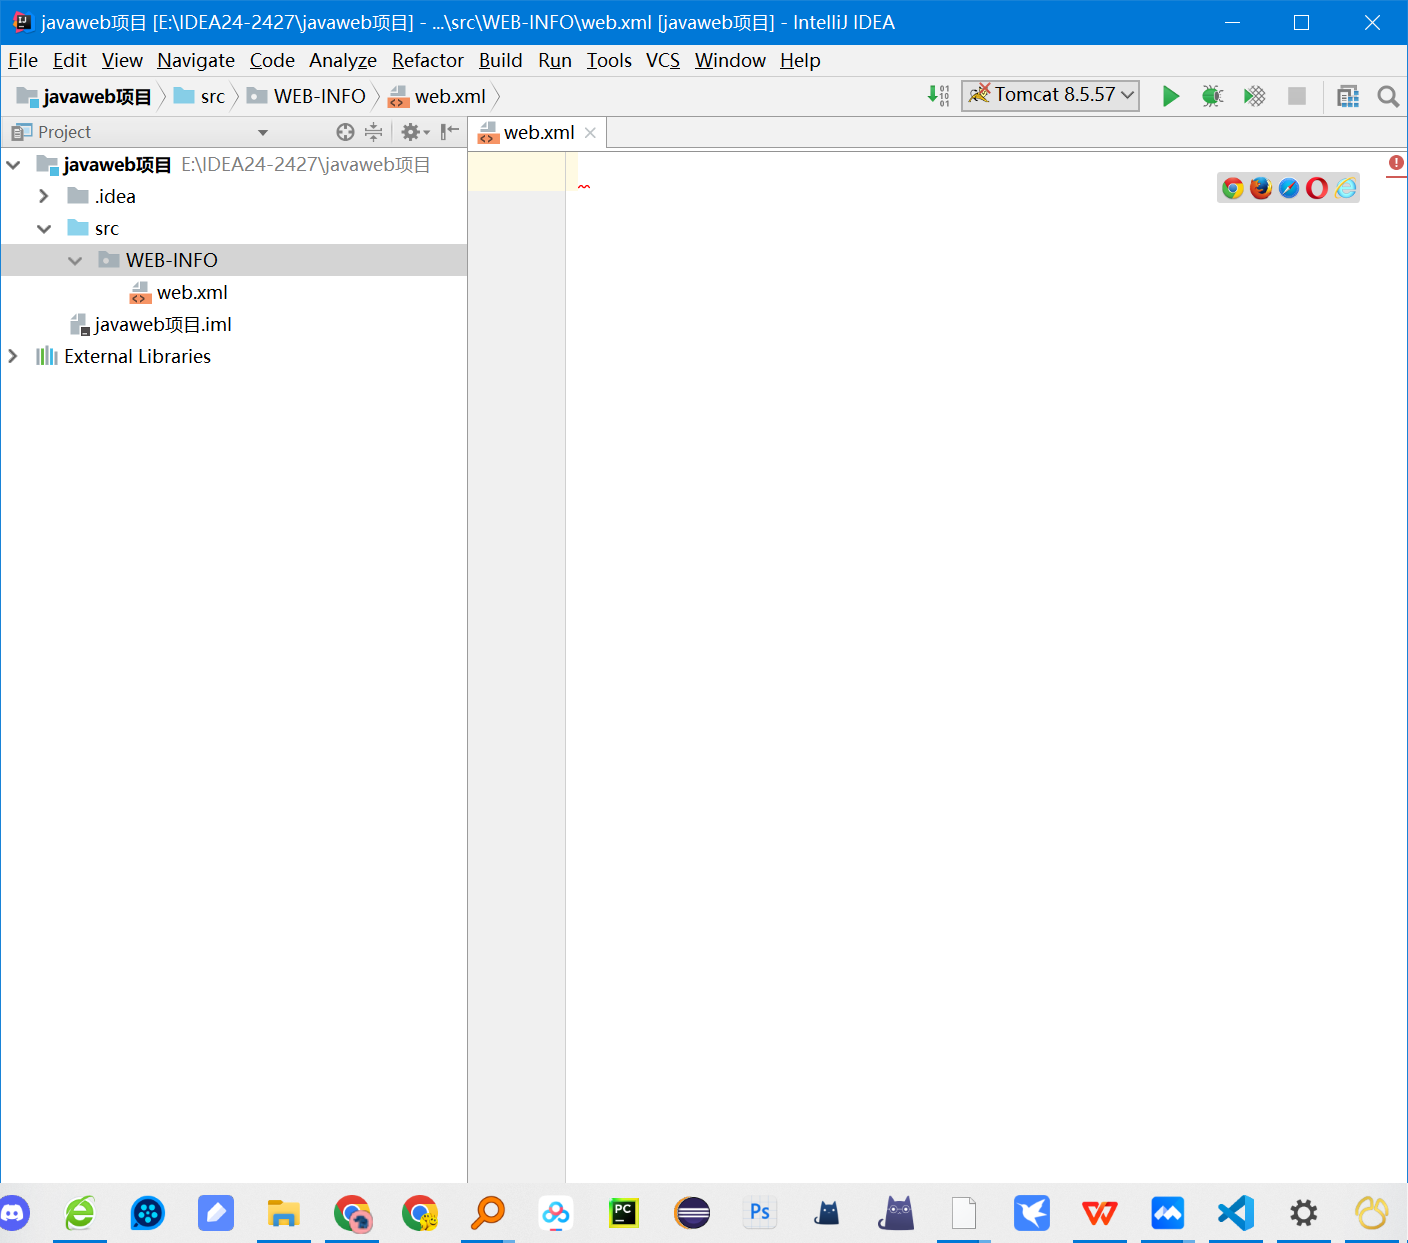 javaweb项目 [E:\IDEA24-2427\javaweb项目] - ...\src\WEB-INFO\web.xml [javaweb项目] - IntelliJ IDEA
File Edit View Navigate Code Analyze Refactor Build Run Tools VCS Window Help
javaweb项目 src WEB-INFO web.xml Tomcat 8.5.57
Project web.xml
javaweb项目 E:\IDEA24-2427\javaweb项目
.idea
src
WEB-INFO
web.xml
javaweb项目.iml
External Libraries
PC Ps